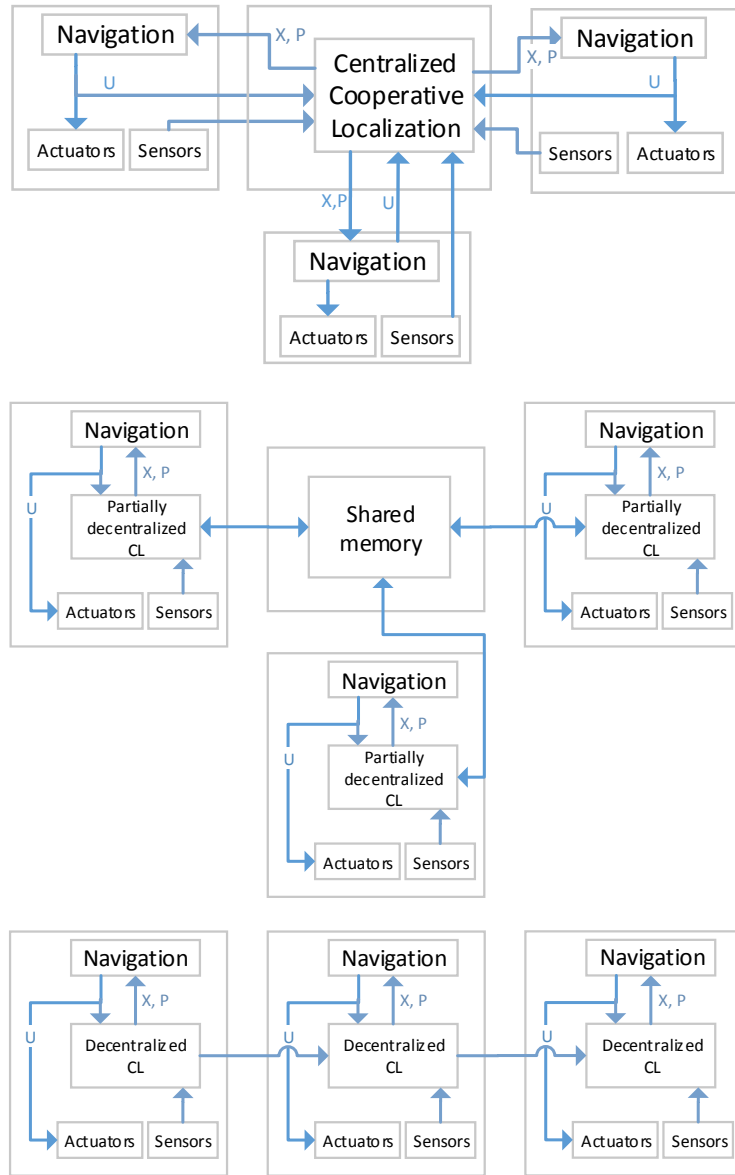 Navigation
X, P
Centralized
Cooperative
Localization
X, P
Navigation
U
U
Actuators
Sensors
Sensors
Actuators
X,P
U
Navigation
Actuators
Sensors
Navigation
X, P
U
Partially
decentralized
CL
Actuators
Sensors
Shared
memory
Navigation
X, P
U
Partially
decentralized
CL
Actuators
Sensors
Navigation
X, P
U
Partially
decentralized
CL
Actuators
Sensors
Navigation
X, P
U
Decentralized
CL
Actuators
Sensors
Navigation
X, P
U
Decentralized
CL
Actuators
Sensors
Navigation
X, P
U
Decentralized
CL
Actuators
Sensors